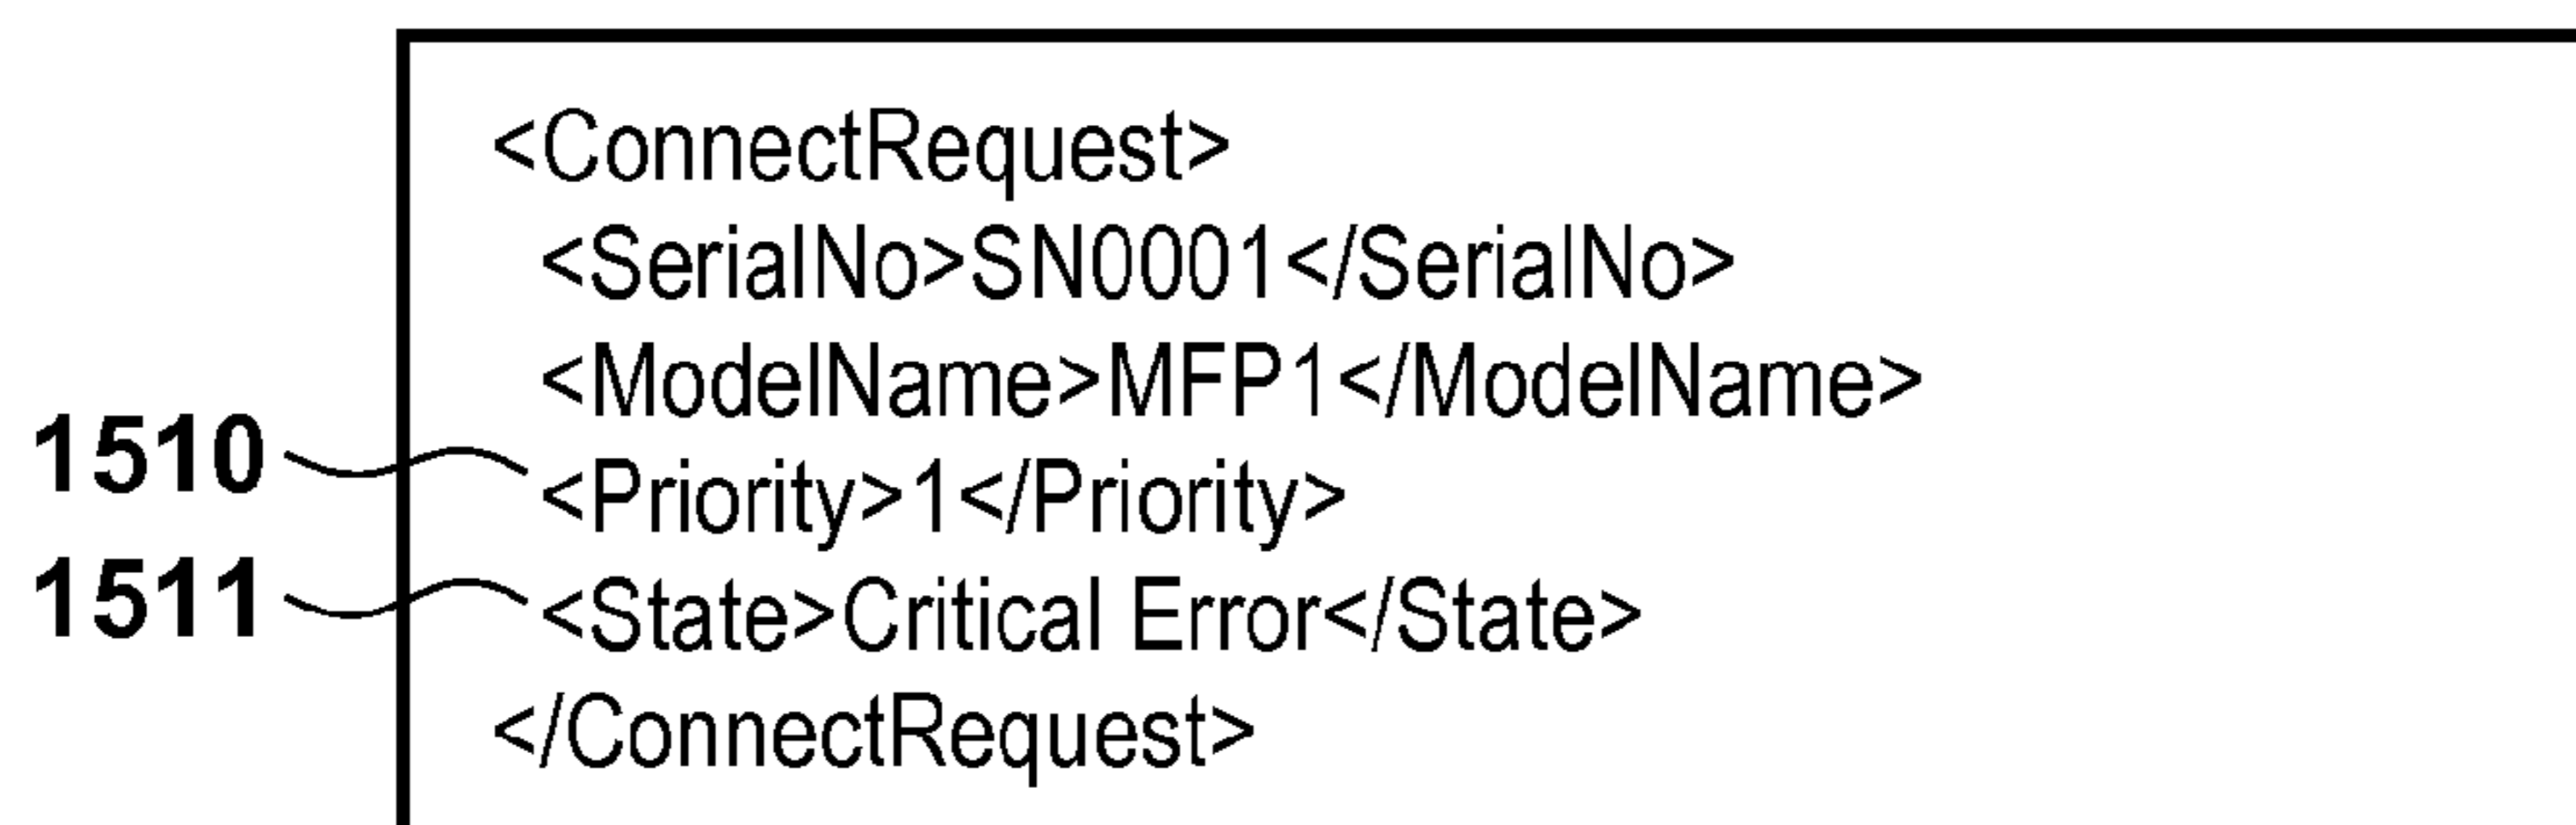 <ConnectRequest>
<SerialNo>SN0001</SerialNo>
<ModelName>MFP1</ModelName>
1510 <Priority>1</Priority>
1511 <State>Critical Error</State>
</ConnectRequest>